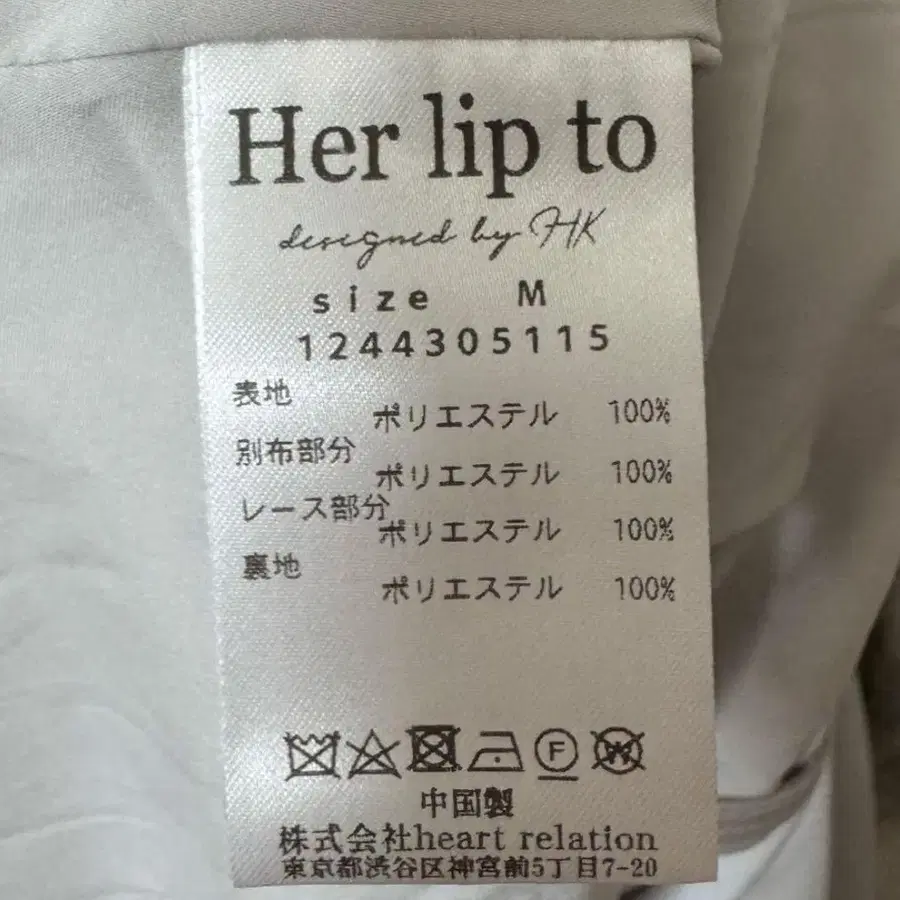 Her lip to
designed by HK
size M
1244305115
表地
ポリエステル 100%
別布部分
ポリエステル 100%
レース部分
ポリエステル 100%
裏地
ポリエステル 100%
F W
中国製
株式会社heart relation
東京都渋谷区神宮前5丁目7-20